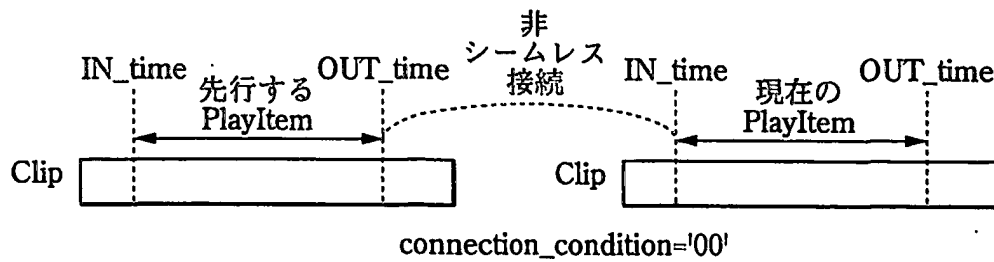 非
シームレス
接続
IN_time
OUT_time
IN_time
OUT_time
先行する
PlayItem
現在の
PlayItem
Clip
Clip
connection_condition='00'